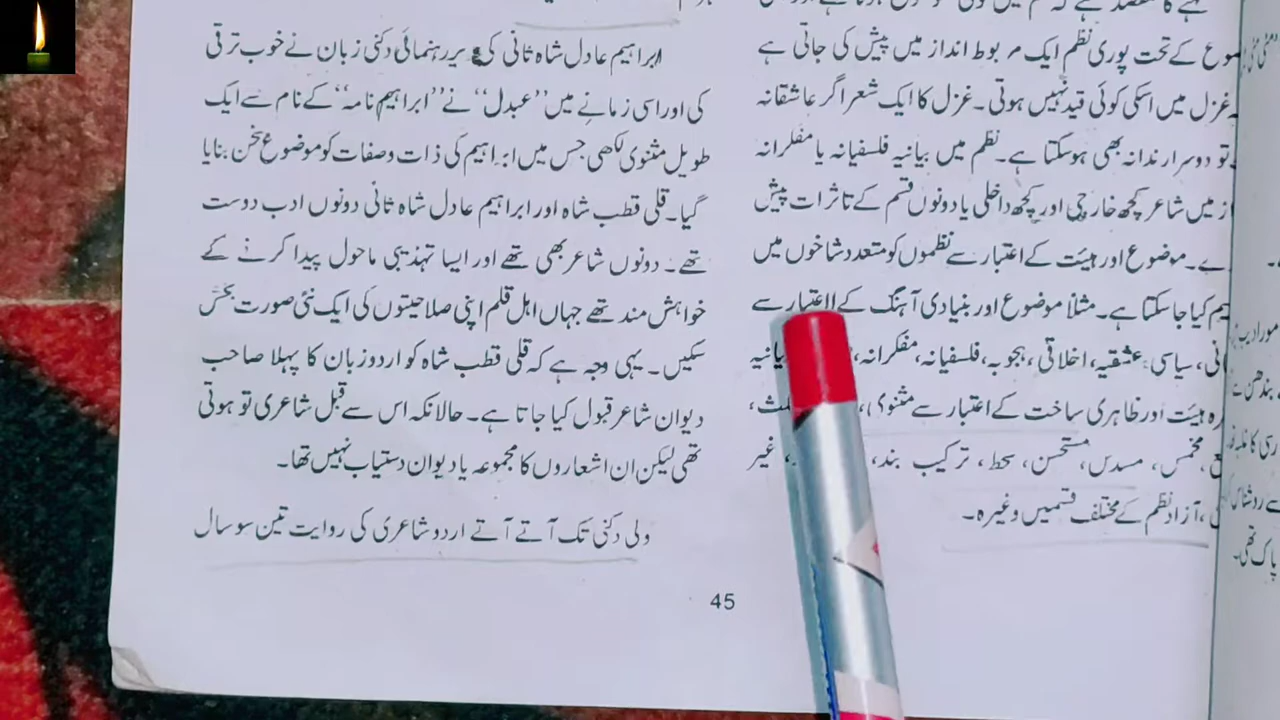 کے تحت پوری نظم ایک مربوط انداز میں پیش کی جاتی ہے
غزل میں اسکی کوئی قید نہیں ہوتی۔ غزل کا ایک شعر اگر عاشقانہ
تو دوسرا رندانہ بھی ہوسکتا ہے۔ نظم میں بیانیہ فلسفیانہ یا مفکرانہ
میں شاعر کچھ خارجی اور کچھ داخلی یا دونوں قسم کے تاثرات پیش
موضوع اور ہیئت کے اعتبار سے نظموں کو متعدد شاخوں میں
کیا جا سکتا ہے۔ مثلاً موضوع اور بنیادی آہنگ کے اعتبار سے
سیاسی، عشقیہ، اخلاقی، ہجویہ، فلسفیانہ، مفکرانہ،
ہیئت اور ظاہری ساخت کے اعتبار سے
مخمس، مسدس، مستحسن، ترکیب بند، غیر
آزاد نظم کے مختلف قسمیں وغیرہ۔
ابراہیم عادل شاہ ثانی کی زیر رہنمائی دکنی زبان نے خوب ترقی
کی اور اسی زمانے میں ’’عبدل‘‘ نے ’’ابراہیم نامہ‘‘ کے نام سے ایک
طویل مثنوی لکھی جس میں ابراہیم کی ذات وصفات کو موضوع سخن بنایا
گیا۔ قلی قطب شاہ اور ابراہیم عادل شاہ ثانی دونوں ادب دوست
تھے۔ دونوں شاعر بھی تھے اور ایسا تہذیبی ماحول پیدا کرنے کے
خواہش مند تھے جہاں اہل قلم اپنی صلاحیتوں کی ایک نئی صورت بخش
سکیں۔ یہی وجہ ہے کہ قلی قطب شاہ کو اردو زبان کا پہلا صاحب
دیوان شاعر قبول کیا جاتا ہے۔ حالانکہ اس سے قبل شاعری تو ہوتی
تھی لیکن ان اشعاروں کا مجموعہ یا دیوان دستیاب نہیں تھا۔
ولی دکنی تک آتے آتے اردو شاعری کی روایت تین سو سال
45